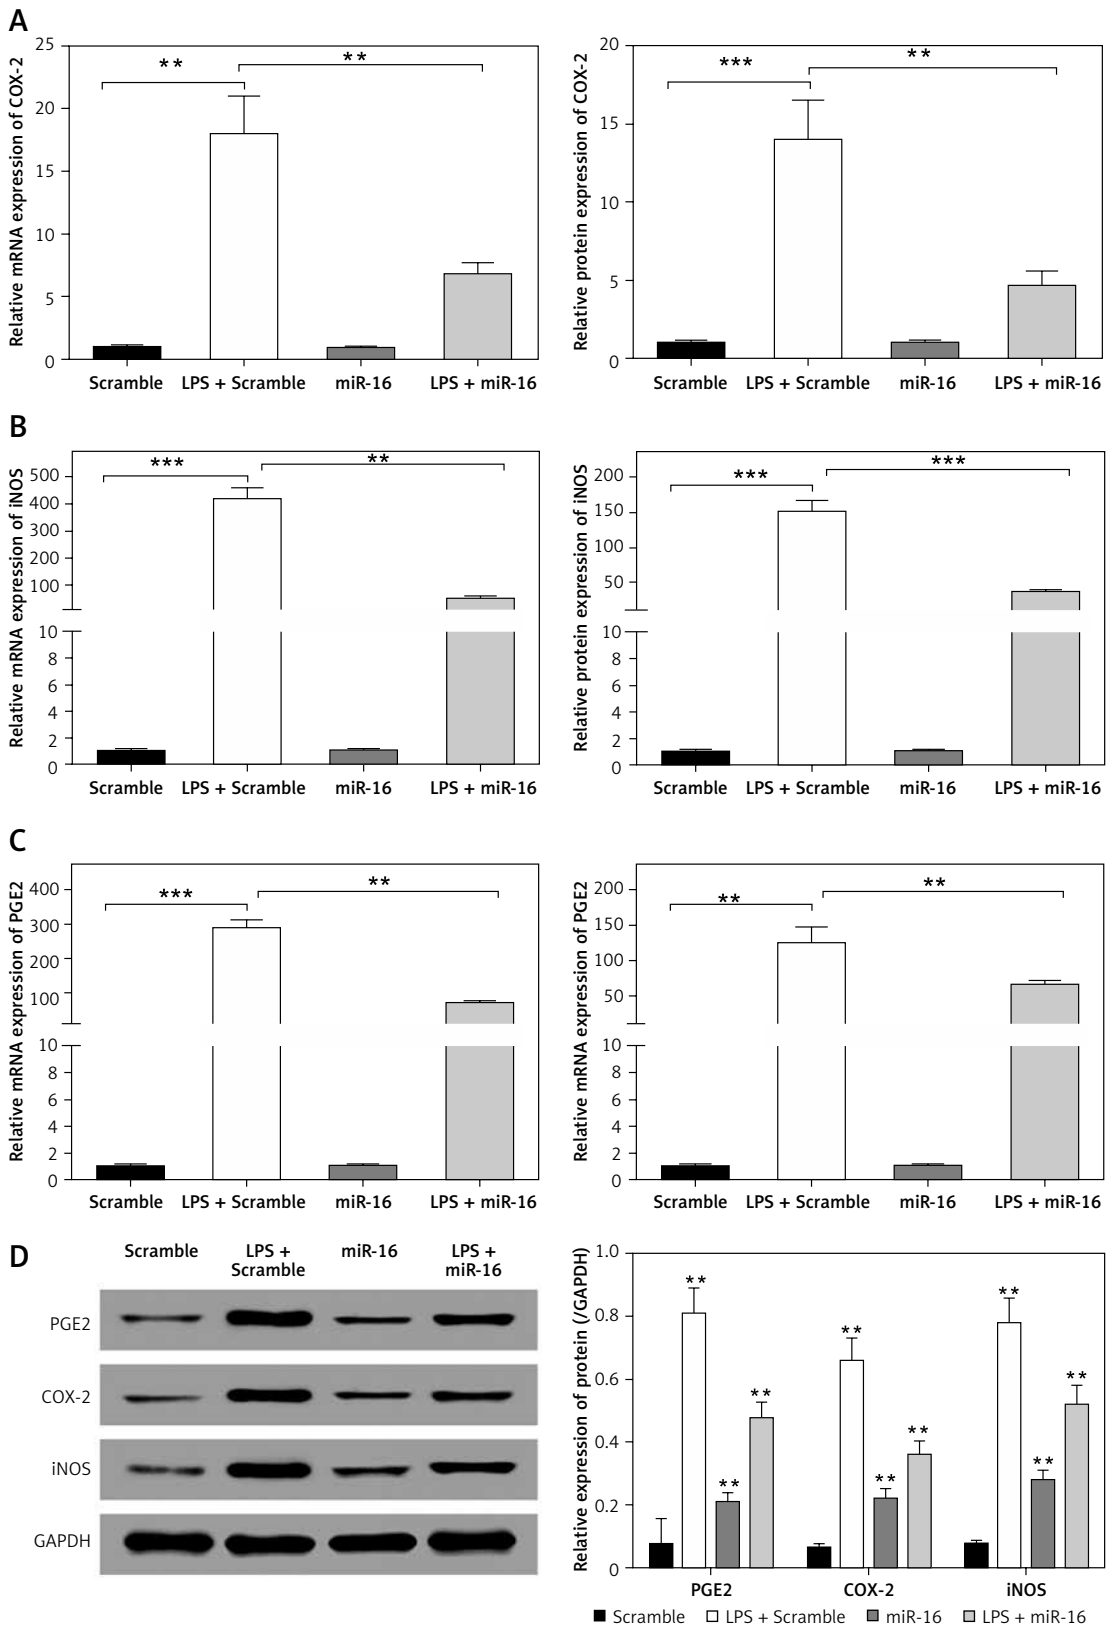 A
Relative mRNA expression of COX-2
25
20
15
10
5
0
**
**
Scramble
LPS + Scramble
miR-16
LPS + miR-16
Relative protein expression of COX-2
20
15
10
5
0
***
**
Scramble
LPS + Scramble
miR-16
LPS + miR-16
B
Relative mRNA expression of iNOS
500
400
300
200
100
10
8
6
4
2
0
***
**
Scramble
LPS + Scramble
miR-16
LPS + miR-16
Relative protein expression of iNOS
200
150
100
50
10
8
6
4
2
0
***
***
Scramble
LPS + Scramble
miR-16
LPS + miR-16
C
Relative mRNA expression of PGE2
400
300
200
100
10
8
6
4
2
0
***
**
Scramble
LPS + Scramble
miR-16
LPS + miR-16
Relative mRNA expression of PGE2
200
150
100
50
10
8
6
4
2
0
**
**
Scramble
LPS + Scramble
miR-16
LPS + miR-16
D
Scramble
LPS +
Scramble
miR-16
LPS +
miR-16
PGE2
COX-2
iNOS
GAPDH
Relative expression of protein (/GAPDH)
1.0
0.8
0.6
0.4
0.2
0
**
**
**
**
**
**
**
**
**
PGE2
COX-2
iNOS
Scramble
LPS + Scramble
miR-16
LPS + miR-16